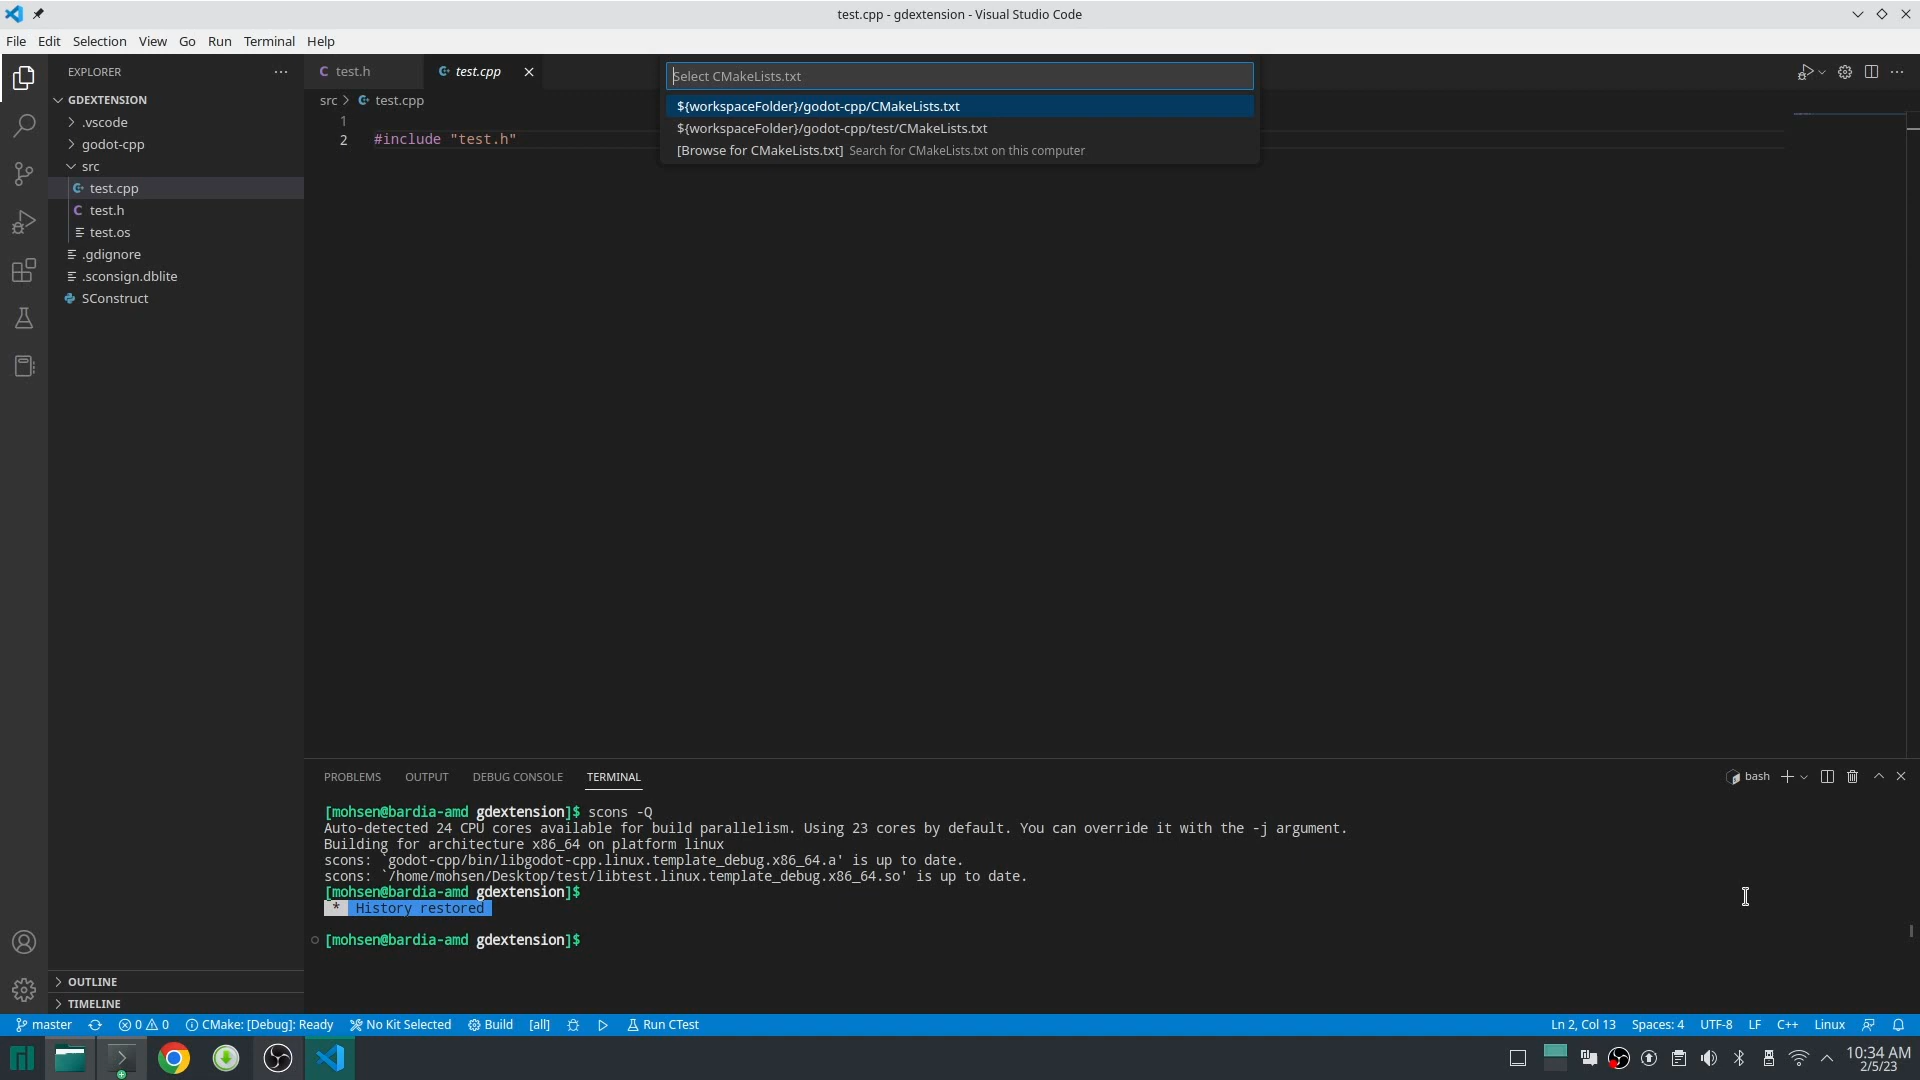 test.cpp - gdextension - Visual Studio Code
File Edit Selection View Go Run Terminal Help
EXPLORER
GDEXTENSION
.vscode
godot-cpp
src
test.cpp
test.h
test.os
.gdignore
.sconsign.dblite
SConstruct
OUTLINE
TIMELINE
test.h test.cpp
src > test.cpp
1
2 #include "test.h"
Select CMakeLists.txt
${workspaceFolder}/godot-cpp/CMakeLists.txt
${workspaceFolder}/godot-cpp/test/CMakeLists.txt
[Browse for CMakeLists.txt] Search for CMakeLists.txt on this computer
PROBLEMS OUTPUT DEBUG CONSOLE TERMINAL
bash
[mohsen@bardia-amd gdextension]$ scons -Q
Auto-detected 24 CPU cores available for build parallelism. Using 23 cores by default. You can override it with the -j argument.
Building for architecture x86_64 on platform linux
scons: `godot-cpp/bin/libgodot-cpp.linux.template_debug.x86_64.a' is up to date.
scons: `/home/mohsen/Desktop/test/libtest.linux.template_debug.x86_64.so' is up to date.
[mohsen@bardia-amd gdextension]$
* History restored
[mohsen@bardia-amd gdextension]$
master 0 0 CMake: [Debug]: Ready No Kit Selected Build [all] Run CTest Ln 2, Col 13 Spaces: 4 UTF-8 LF C++ Linux
10:34 AM
2/5/23